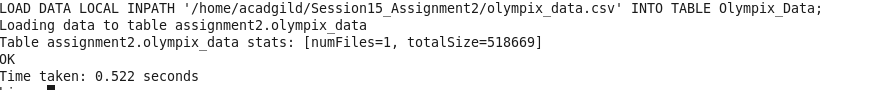 LOAD DATA LOCAL INPATH '/home/acadgild/Session15_Assignment2/olympix_data.csv' INTO TABLE Olympix_Data;
Loading data to table assignment2.olympix_data
Table assignment2.olympix_data stats: [numFiles=1, totalSize=518669]
OK
Time taken: 0.522 seconds